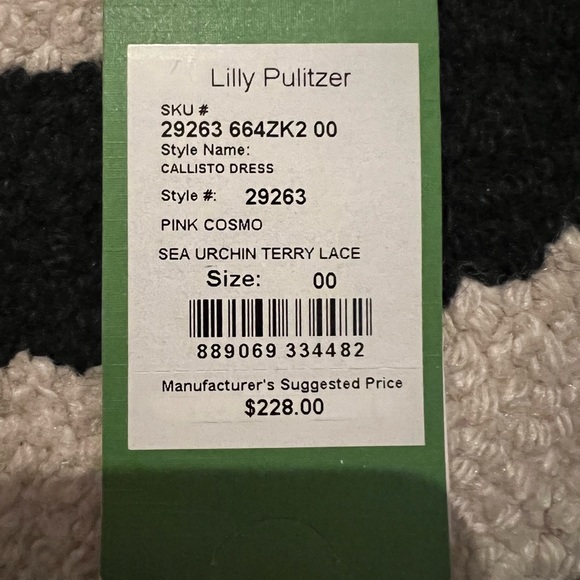 Lilly Pulitzer
SKU #
29263 664ZK2 00
Style Name:
CALLISTO DRESS
Style #: 29263
PINK COSMO
SEA URCHIN TERRY LACE
Size: 00
889069 334482
Manufacturer's Suggested Price
$228.00